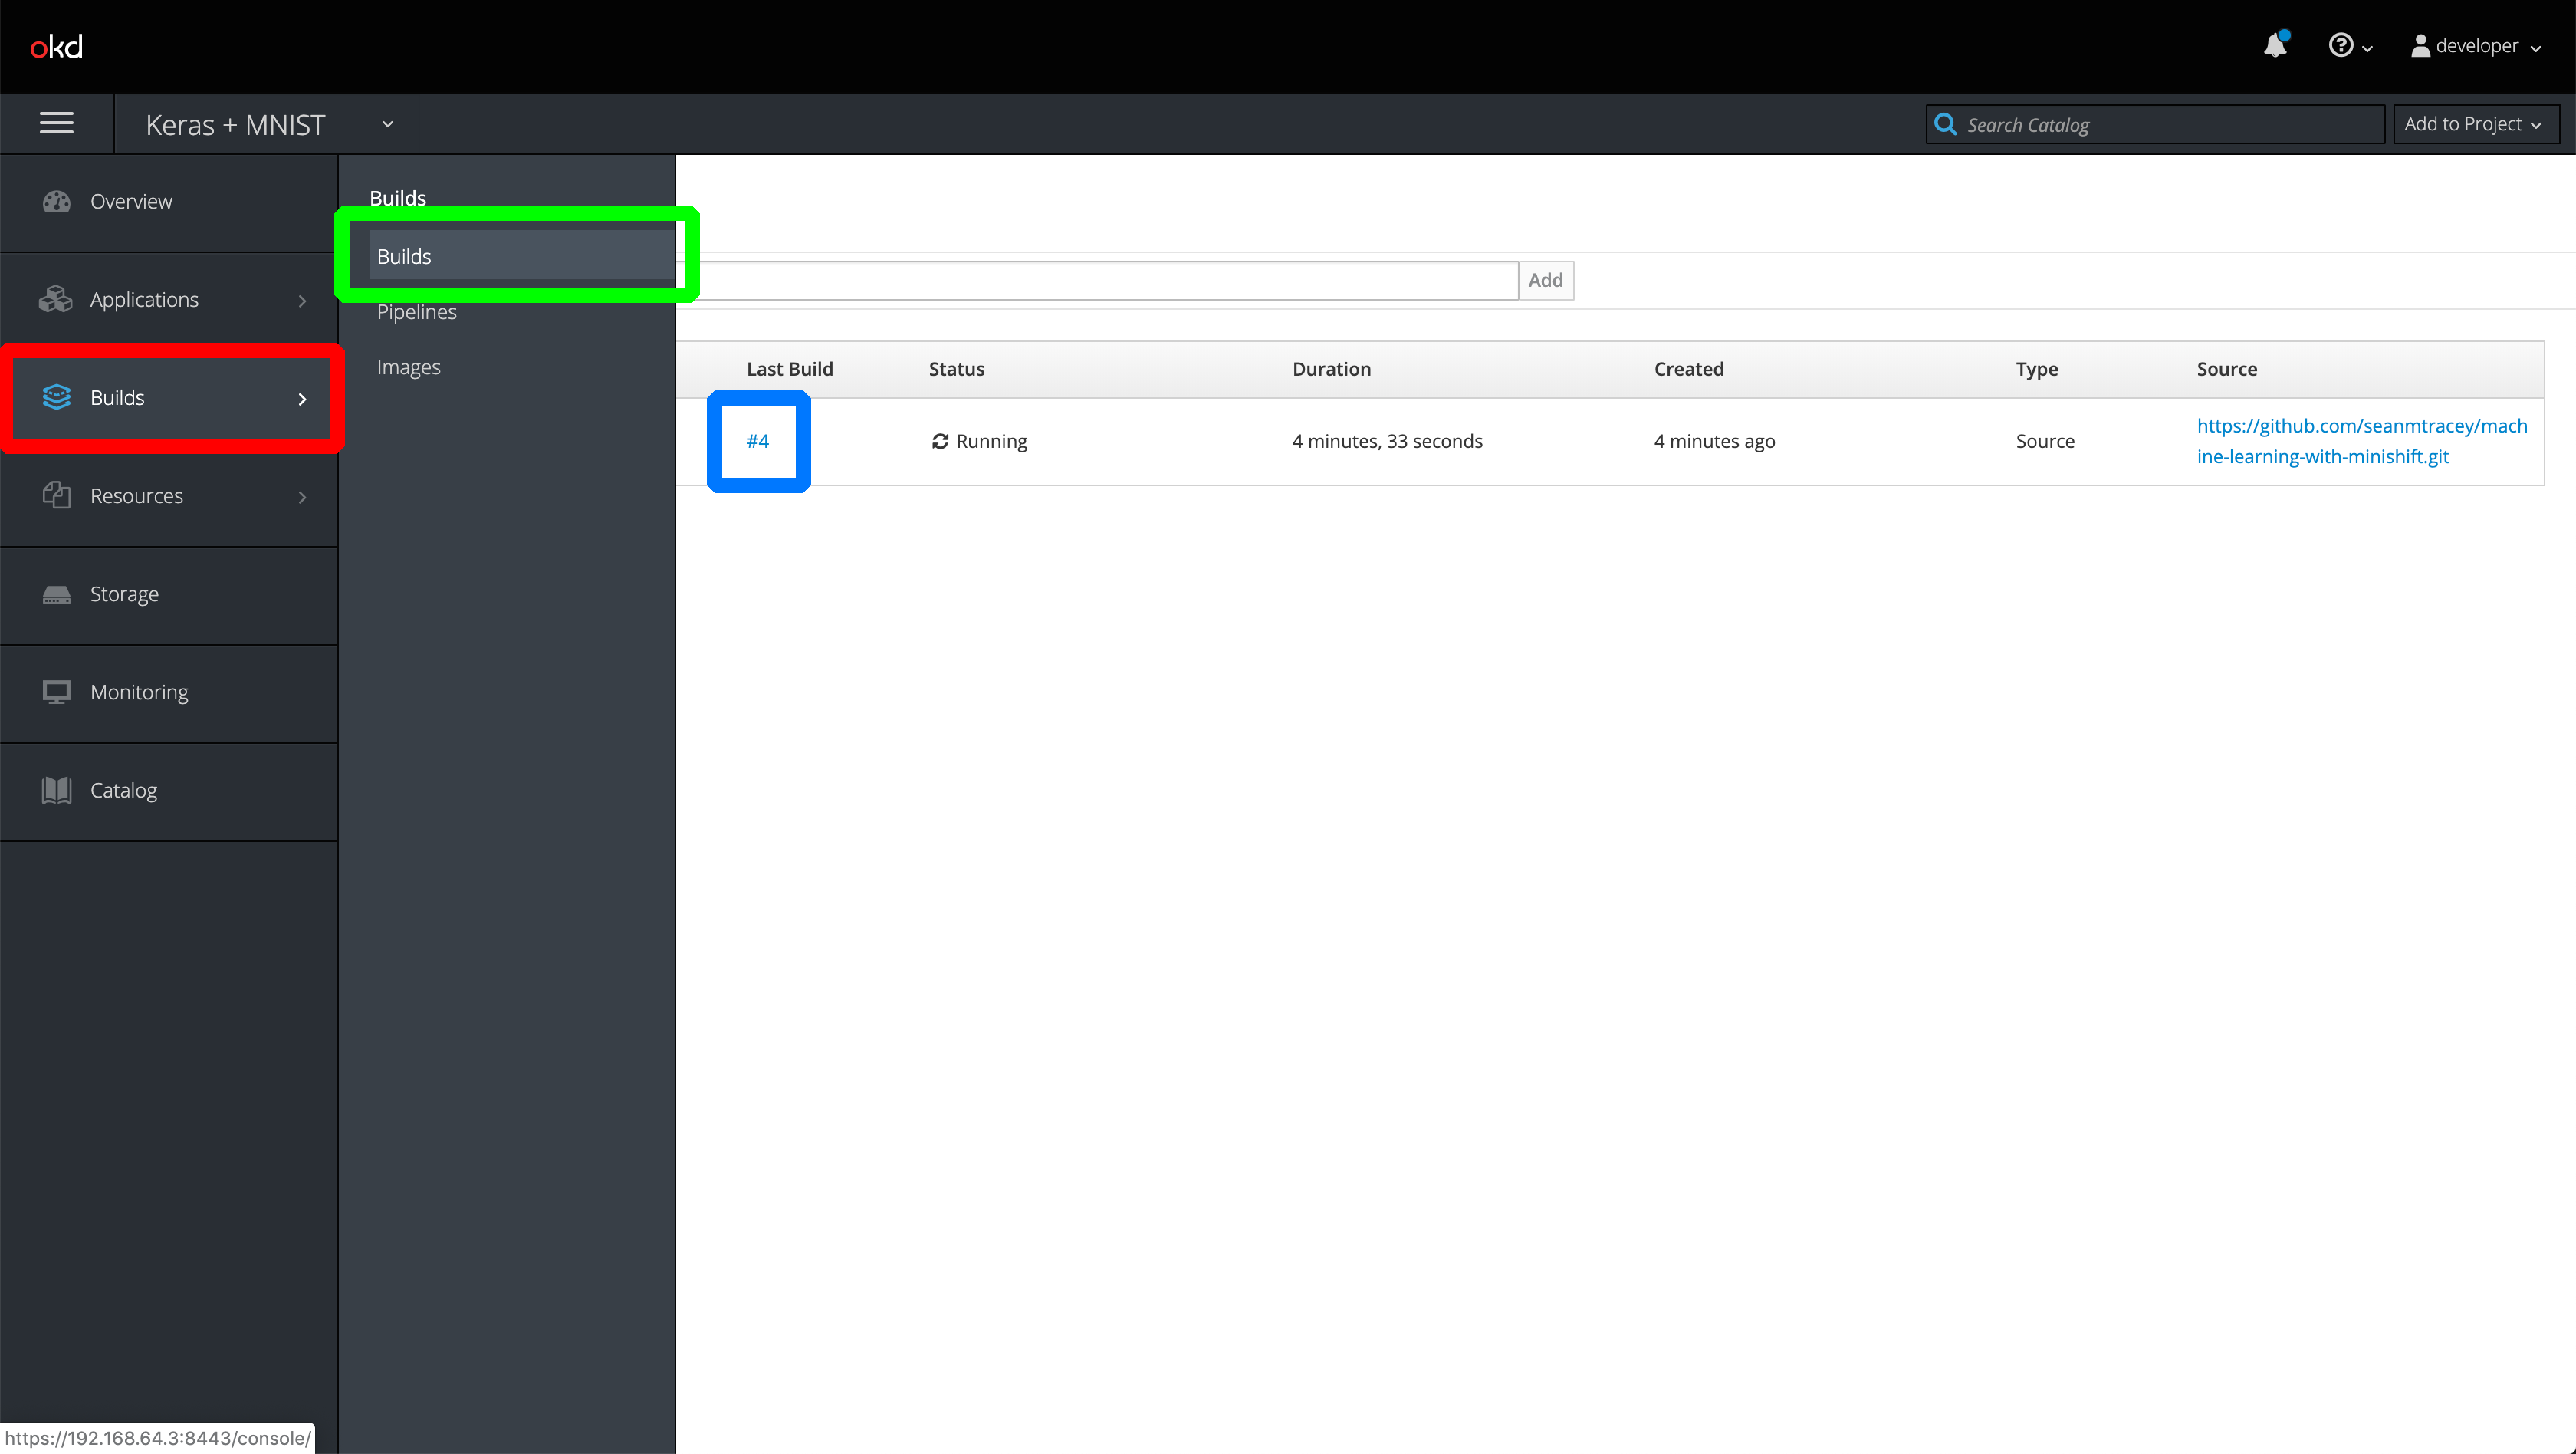 okd
developer
Keras + MNIST
Search Catalog
Add to Project
Overview
Applications
Builds
Resources
Storage
Monitoring
Catalog
Builds
Builds
Pipelines
Images
Add
Last Build Status Duration Created Type Source
#4 Running 4 minutes, 33 seconds 4 minutes ago Source
https://github.com/seanmtracey/mach
ine-learning-with-minishift.git
https://192.168.64.3:8443/console/